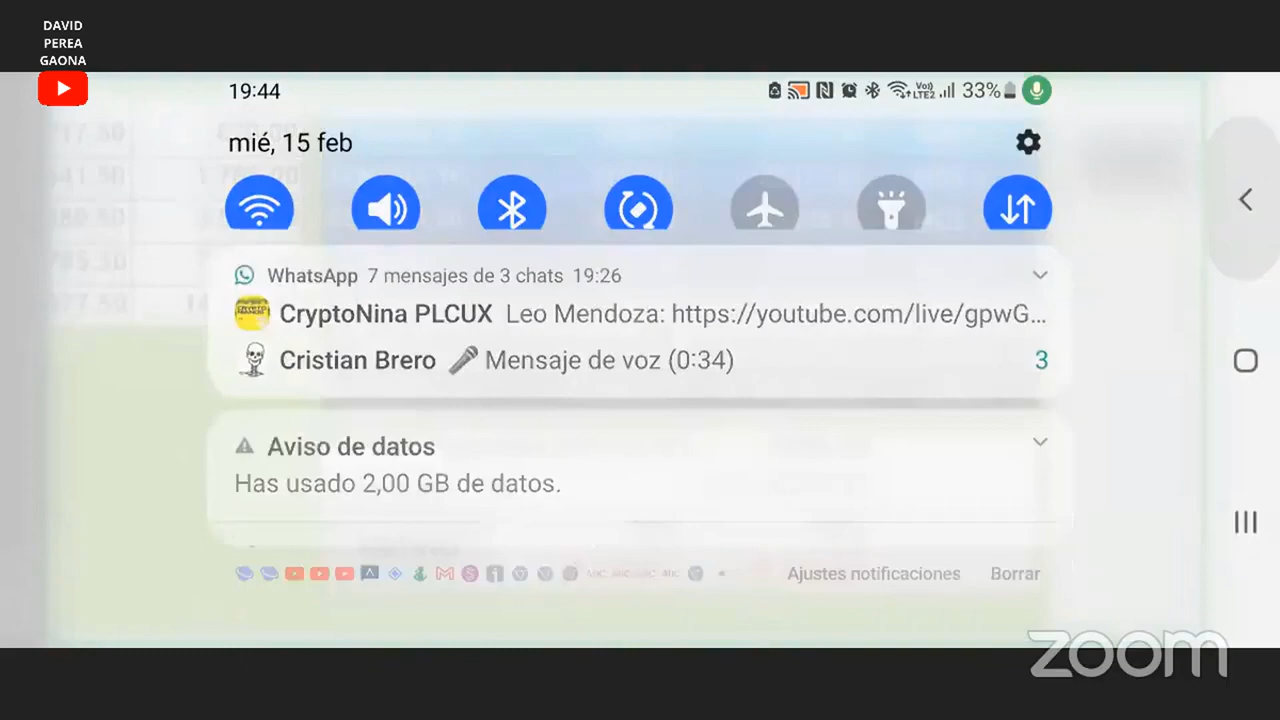 DAVID
PEREA
GAONA
19:44
Vo))
LTE2
33%
mié, 15 feb
WhatsApp 7 mensajes de 3 chats 19:26
CryptoNina PLCUX Leo Mendoza: https://youtube.com/live/gpwG...
Cristian Brero Mensaje de voz (0:34)
3
Aviso de datos
Has usado 2,00 GB de datos.
Ajustes notificaciones Borrar
zoom